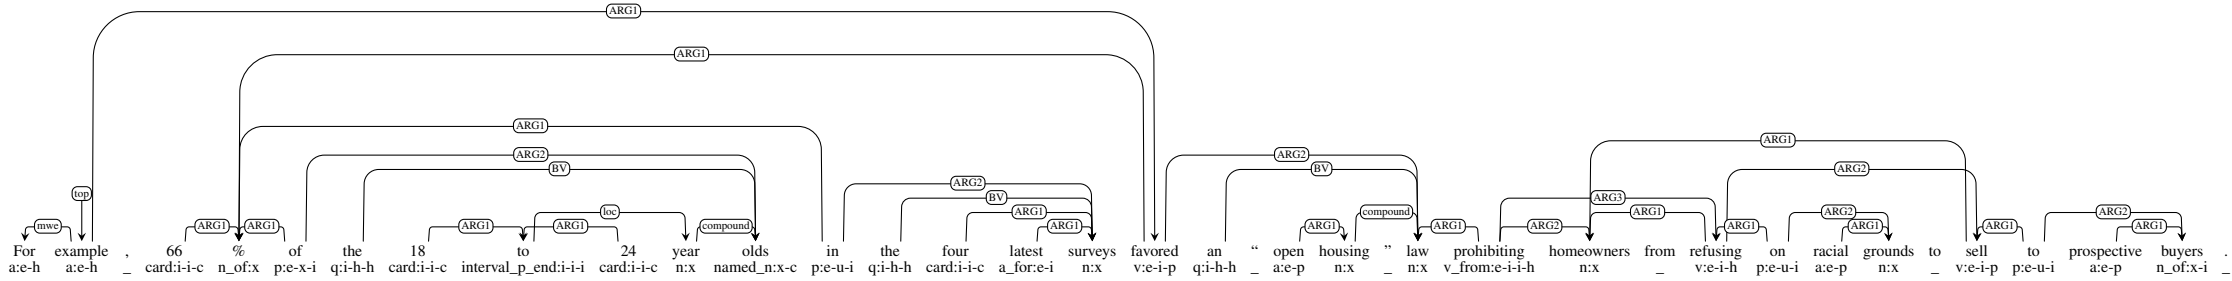 ARG1
ARG1
ARG1
ARG1
ARG2 ARG2
BV BV ARG2
ARG2
top BV ARG3
mwe ARG1 ARG1 ARG1 loc ARG1 compound ARG1 ARG1 ARG1 compound ARG1 ARG2 ARG1 ARG1 ARG2 ARG1 ARG1 ARG2 ARG1
For example , 66 % of the 18 to 24 year olds in the four latest surveys favored an “ open housing ” law prohibiting homeowners from refusing on racial grounds to sell to prospective buyers .
a:e-h a:e-h _ card:i-i-c n_of:x p:e-x-i q:i-h-h card:i-i-c interval_p_end:i-i-i card:i-i-c n:x named_n:x-c p:e-u-i q:i-h-h card:i-i-c a_for:e-i n:x v:e-i-p q:i-h-h _ a:e-p n:x _ n:x v_from:e-i-i-h n:x _ v:e-i-h p:e-u-i a:e-p n:x _ v:e-i-p p:e-u-i a:e-p n_of:x-i _